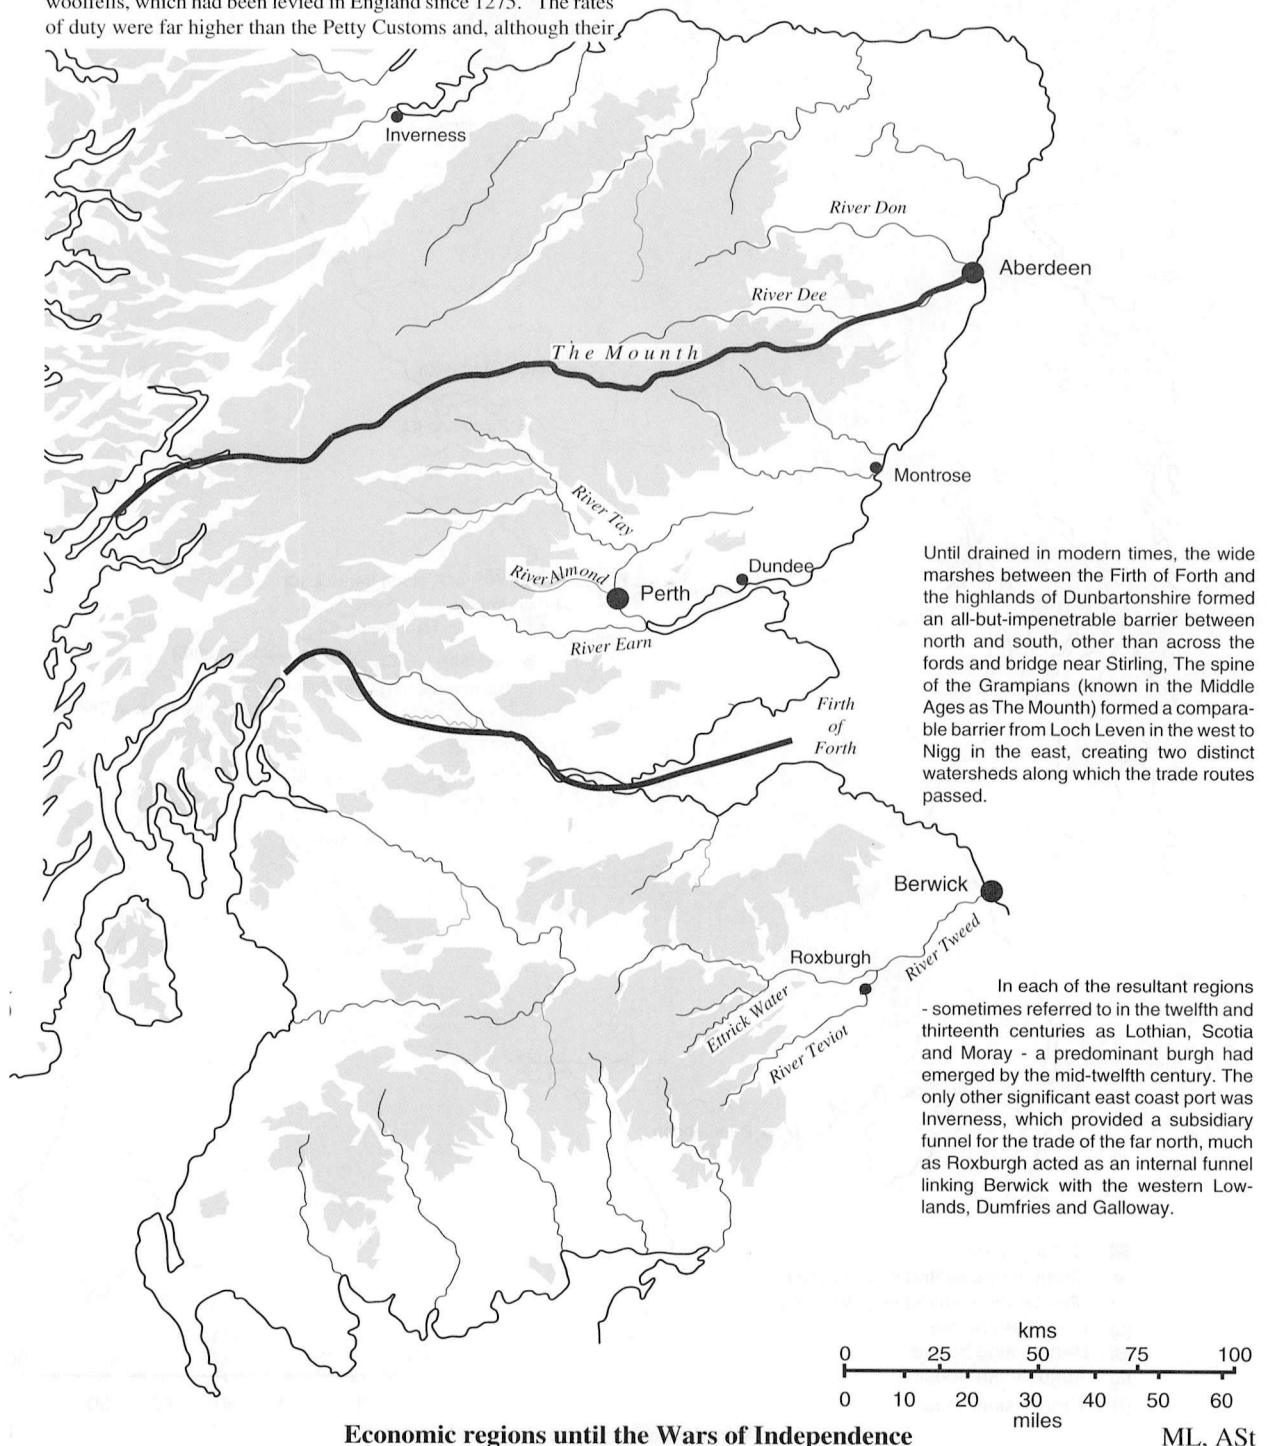 woolfells, which had been levied in England since 1275. The rates
of duty were far higher than the Petty Customs and, although their
Inverness
River Don
Aberdeen
River Dee
The Mounth
Montrose
River Tay
Dundee
River Almond
Perth
River Earn
Until drained in modern times, the wide
marshes between the Firth of Forth and
the highlands of Dunbartonshire formed
an all-but-impenetrable barrier between
north and south, other than across the
fords and bridge near Stirling, The spine
of the Grampians (known in the Middle
Ages as The Mounth) formed a compara-
ble barrier from Loch Leven in the west to
Nigg in the east, creating two distinct
watersheds along which the trade routes
passed.
Firth
of
Forth
Berwick
River Tweed
Roxburgh
Ettrick Water
River Teviot
In each of the resultant regions
- sometimes referred to in the twelfth and
thirteenth centuries as Lothian, Scotia
and Moray - a predominant burgh had
emerged by the mid-twelfth century. The
only other significant east coast port was
Inverness, which provided a subsidiary
funnel for the trade of the far north, much
as Roxburgh acted as an internal funnel
linking Berwick with the western Low-
lands, Dumfries and Galloway.
kms
0 25 50 75 100
0 10 20 30 40 50 60
miles
Economic regions until the Wars of Independence
ML, ASt